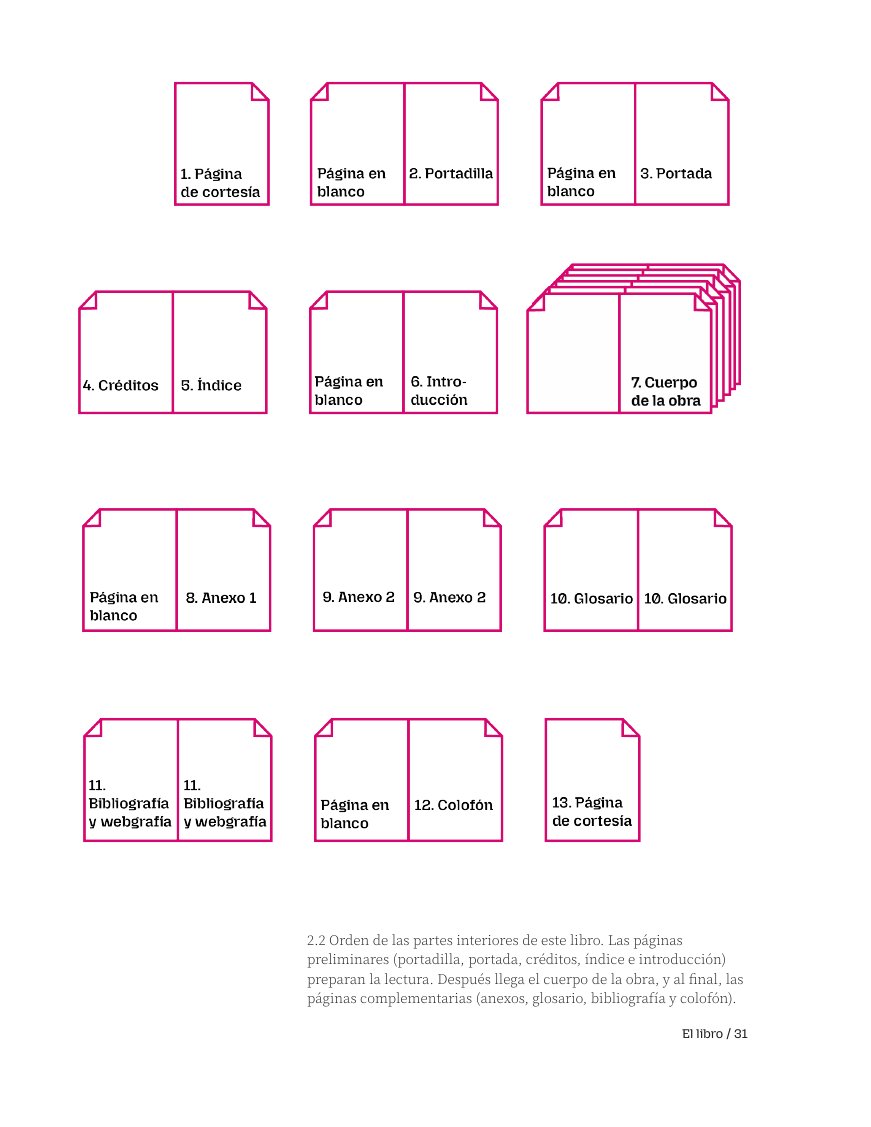 1. Página
de cortesía
Página en
blanco
2. Portadilla
Página en
blanco
3. Portada
4. Créditos
5. Índice
Página en
blanco
6. Intro-
ducción
7. Cuerpo
de la obra
Página en
blanco
8. Anexo 1
9. Anexo 2
9. Anexo 2
10. Glosario
10. Glosario
11.
Bibliografía
y webgrafía
11.
Bibliografía
y webgrafía
Página en
blanco
12. Colofón
13. Página
de cortesía
2.2 Orden de las partes interiores de este libro. Las páginas
preliminares (portadilla, portada, créditos, índice e introducción)
preparan la lectura. Después llega el cuerpo de la obra, y al final, las
páginas complementarias (anexos, glosario, bibliografía y colofón).
El libro / 31